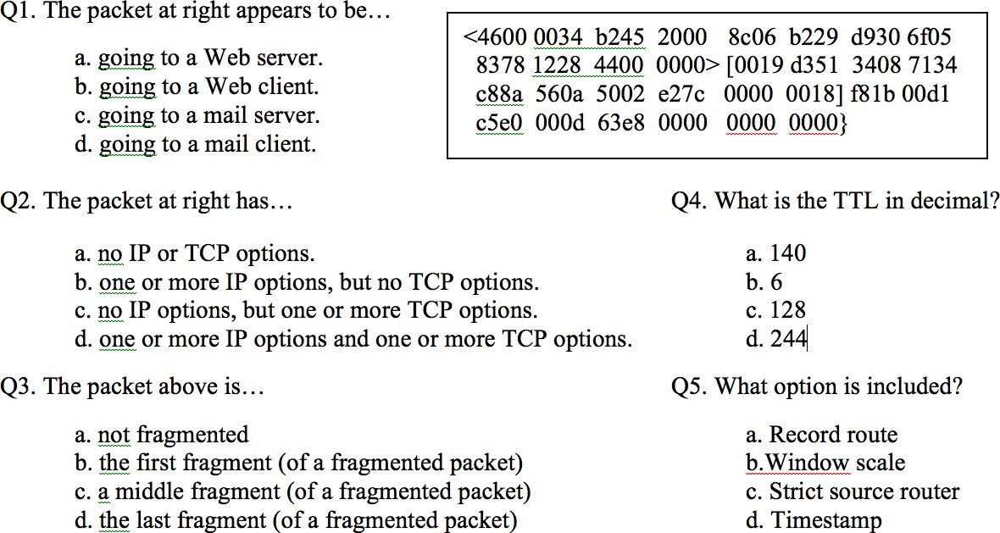 Q1. The packet at right appears to be…
a. going to a Web server.
b. going to a Web client.
c. going to a mail server.
d. going to a mail client.
<4600 0034 b245 2000 8c06 b229 d930 6f05
8378 1228 4400 0000> [0019 d351 3408 7134
c88a 560a 5002 e27c 0000 0018] f81b 00d1
c5e0 000d 63e8 0000 0000 0000}
Q2. The packet at right has…
a. no IP or TCP options.
b. one or more IP options, but no TCP options.
c. no IP options, but one or more TCP options.
d. one or more IP options and one or more TCP options.
Q4. What is the TTL in decimal?
a. 140
b. 6
c. 128
d. 244
Q3. The packet above is…
a. not fragmented
b. the first fragment (of a fragmented packet)
c. a middle fragment (of a fragmented packet)
d. the last fragment (of a fragmented packet)
Q5. What option is included?
a. Record route
b.Window scale
c. Strict source router
d. Timestamp